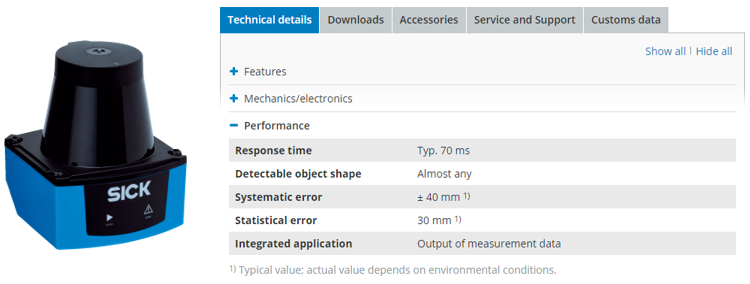 SICK
Technical details
Downloads
Accessories
Service and Support
Customs data
Show all | Hide all
+ Features
+ Mechanics/electronics
− Performance
Response time Typ. 70 ms
Detectable object shape Almost any
Systematic error ± 40 mm 1)
Statistical error 30 mm 1)
Integrated application Output of measurement data
1) Typical value; actual value depends on environmental conditions.